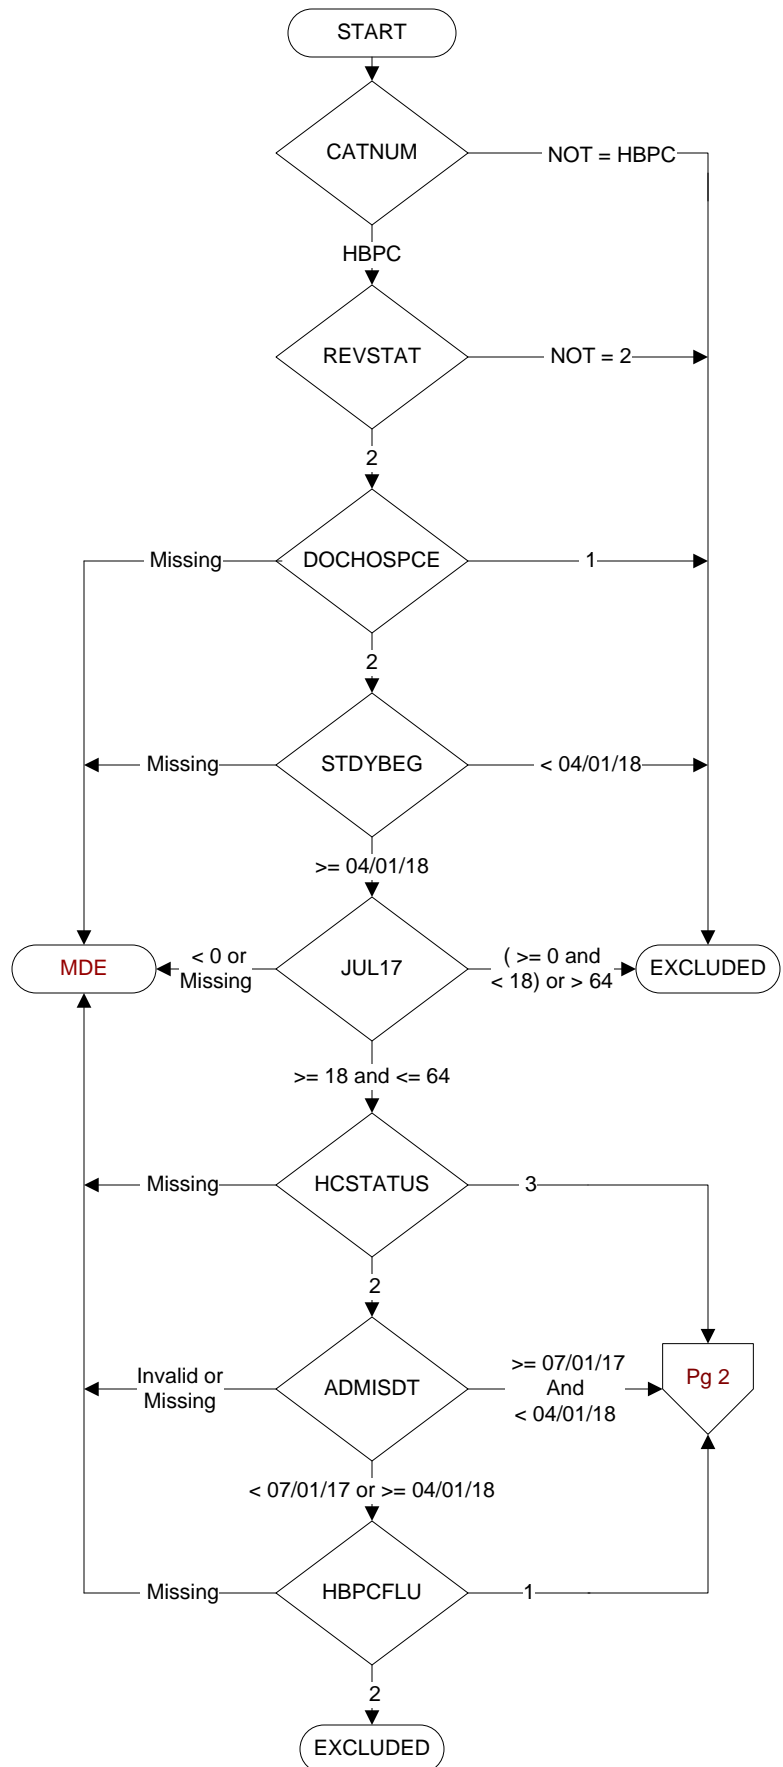 START
CATNUM
NOT = HBPC
HBPC
REVSTAT
NOT = 2
2
Missing
DOCHOSPCE
1
2
Missing
STDYBEG
< 04/01/18
>= 04/01/18
MDE
< 0 or
Missing
JUL17
( >= 0 and
< 18) or > 64
EXCLUDED
>= 18 and <= 64
Missing
HCSTATUS
3
2
Invalid or
Missing
ADMISDT
>= 07/01/17
And
< 04/01/18
Pg 2
< 07/01/17 or >= 04/01/18
Missing
HBPCFLU
1
2
EXCLUDED